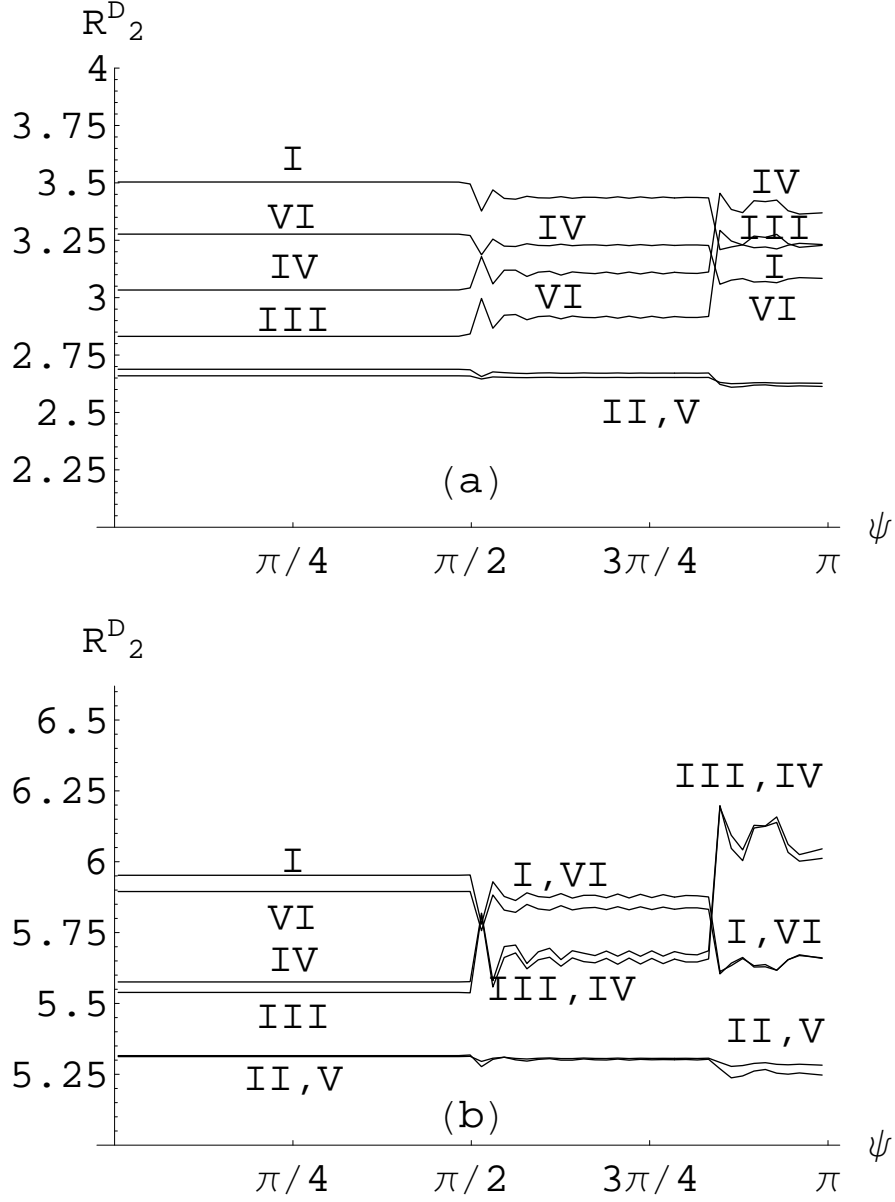 R^D_2
4
3.75
I
3.5
IV
VI
IV
III
3.25
IV
I
3
VI
VI
III
2.75
II,V
2.5
2.25
(a)
ψ
π/4
π/2
3π/4
π
R^D_2
6.5
III,IV
6.25
6
I
I,VI
VI
I,VI
5.75
IV
III,IV
5.5
III
II,V
5.25
II,V
(b)
ψ
π/4
π/2
3π/4
π